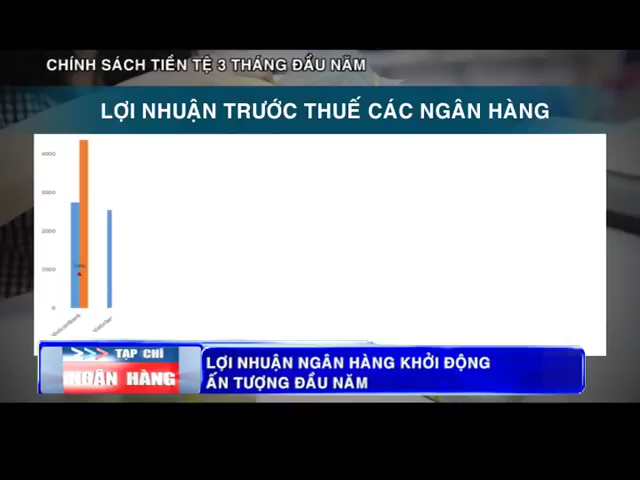 CHÍNH SÁCH TIỀN TỆ 3 THÁNG ĐẦU NĂM
LỢI NHUẬN TRƯỚC THUẾ CÁC NGÂN HÀNG
4000
3000
2000
1000
0
Vietcombank
TẠP CHÍ
NGÂN HÀNG
LỢI NHUẬN NGÂN HÀNG KHỞI ĐỘNG
ẤN TƯỢNG ĐẦU NĂM